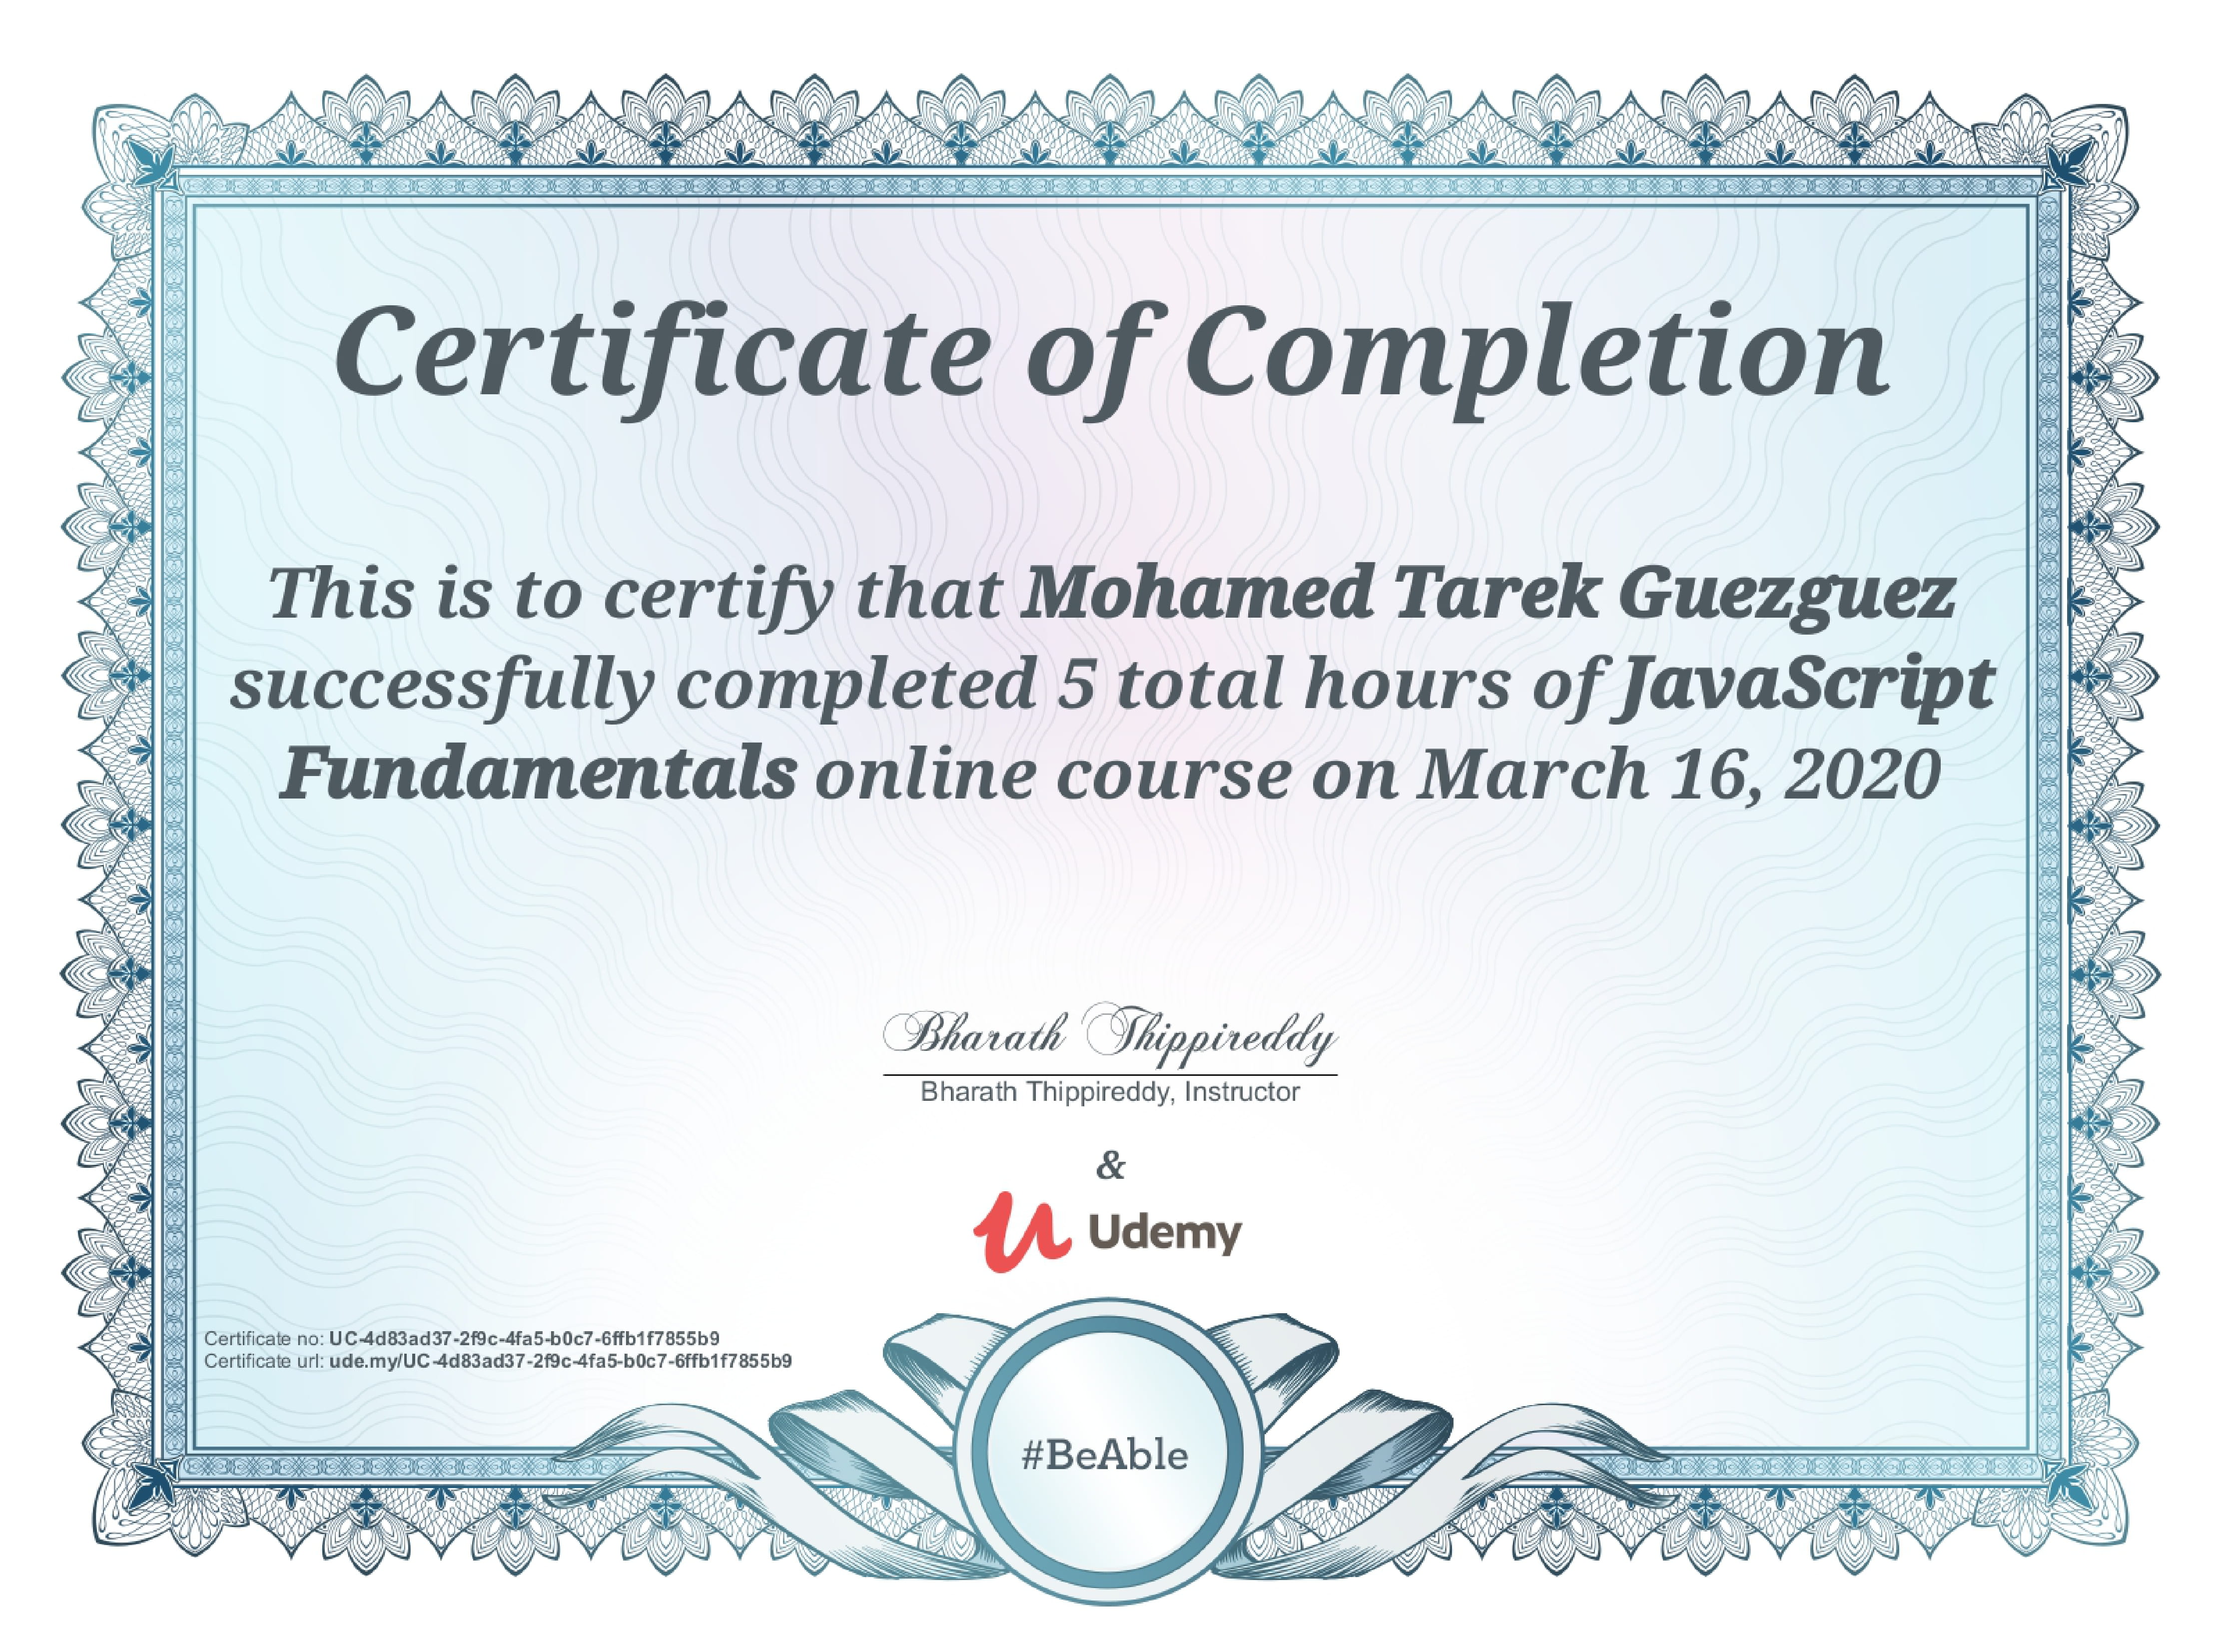 Certificate of Completion
This is to certify that Mohamed Tarek Guezguez
successfully completed 5 total hours of JavaScript
Fundamentals online course on March 16, 2020
Bharath Thippireddy
Bharath Thippireddy, Instructor
&
Udemy
Certificate no: UC-4d83ad37-2f9c-4fa5-b0c7-6ffb1f7855b9
Certificate url: ude.my/UC-4d83ad37-2f9c-4fa5-b0c7-6ffb1f7855b9
#BeAble